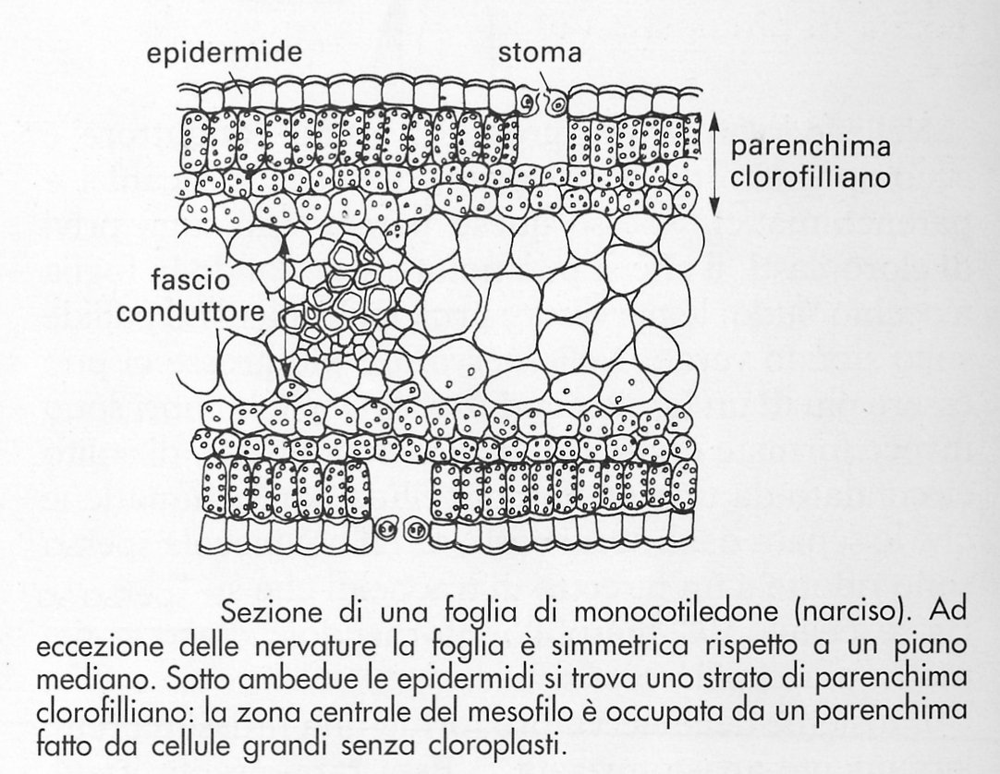 epidermide
stoma
parenchima
clorofilliano
fascio
conduttore
Sezione di una foglia di monocotiledone (narciso). Ad
eccezione delle nervature la foglia è simmetrica rispetto a un piano
mediano. Sotto ambedue le epidermidi si trova uno strato di parenchima
clorofilliano: la zona centrale del mesofilo è occupata da un parenchima
fatto da cellule grandi senza cloroplasti.